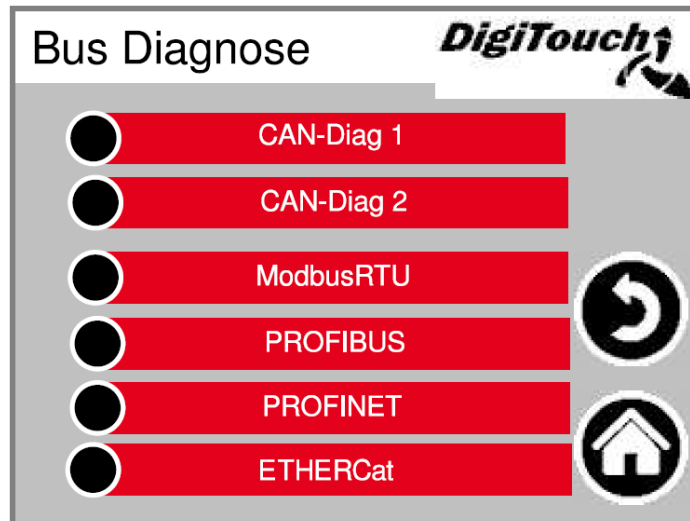 Bus Diagnose
DigiTouch
CAN-Diag 1
CAN-Diag 2
ModbusRTU
PROFIBUS
PROFINET
ETHERCat